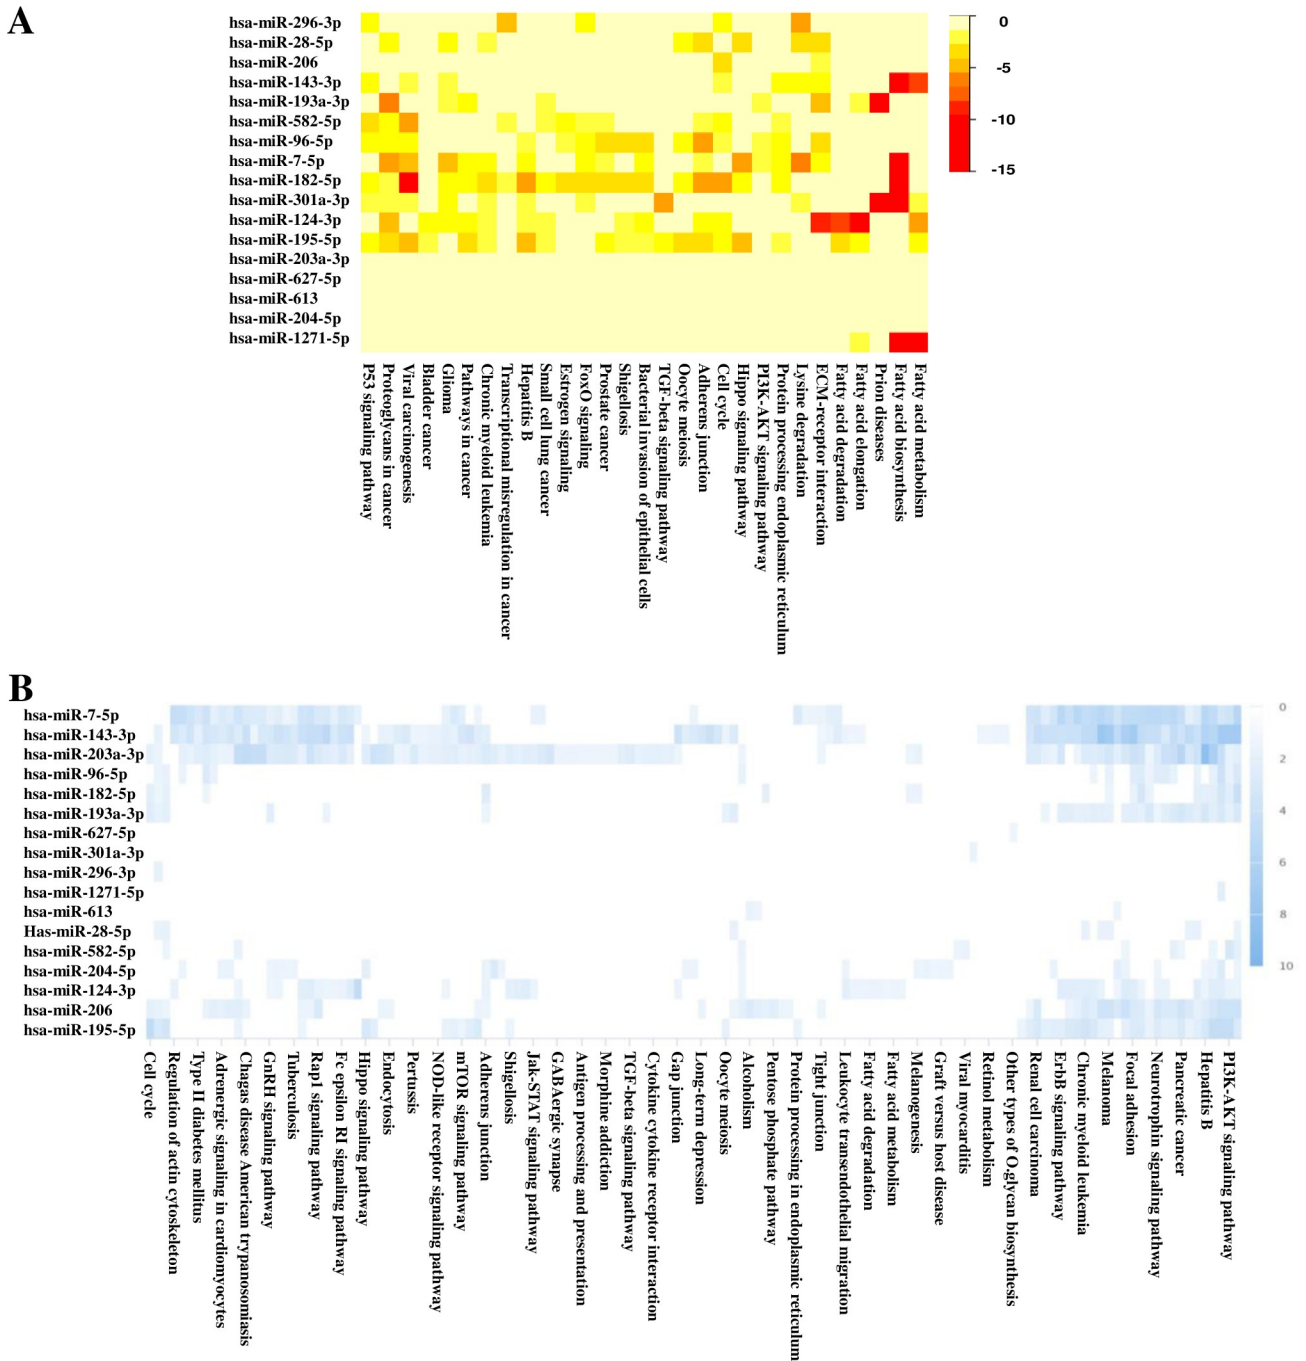 A
hsa-miR-296-3p
hsa-miR-28-5p
hsa-miR-206
hsa-miR-143-3p
hsa-miR-193a-3p
hsa-miR-582-5p
hsa-miR-96-5p
hsa-miR-7-5p
hsa-miR-182-5p
hsa-miR-301a-3p
hsa-miR-124-3p
hsa-miR-195-5p
hsa-miR-203a-3p
hsa-miR-627-5p
hsa-miR-613
hsa-miR-204-5p
hsa-miR-1271-5p
0
-5
-10
-15
P53 signaling pathway
Proteoglycans in cancer
Viral carcinogenesis
Bladder cancer
Glioma
Pathways in cancer
Chronic myeloid leukemia
Transcriptional misregulation in cancer
Hepatitis B
Small cell lung cancer
Estrogen signaling
FoxO signaling
Prostate cancer
Shigellosis
Bacterial invasion of epithelial cells
TGF-beta signaling pathway
Oocyte meiosis
Adherens junction
Cell cycle
Hippo signaling pathway
PI3K-AKT signaling pathway
Protein processing endoplasmic reticulum
Lysine degradation
ECM-receptor interaction
Fatty acid degradation
Fatty acid elongation
Prion diseases
Fatty acid biosynthesis
Fatty acid metabolism
B
hsa-miR-7-5p
hsa-miR-143-3p
hsa-miR-203a-3p
hsa-miR-96-5p
hsa-miR-182-5p
hsa-miR-193a-3p
hsa-miR-627-5p
hsa-miR-301a-3p
hsa-miR-296-3p
hsa-miR-1271-5p
hsa-miR-613
Has-miR-28-5p
hsa-miR-582-5p
hsa-miR-204-5p
hsa-miR-124-3p
hsa-miR-206
hsa-miR-195-5p
0
2
4
6
8
10
Cell cycle
Regulation of actin cytoskeleton
Type II diabetes mellitus
Adrenergic signaling in cardiomyocytes
Chagas disease American trypanosomiasis
GnRH signaling pathway
Tuberculosis
Rap1 signaling pathway
Fc epsilon RI signaling pathway
Hippo signaling pathway
Endocytosis
Pertussis
NOD-like receptor signaling pathway
mTOR signaling pathway
Adherens junction
Shigellosis
Jak-STAT signaling pathway
GABAergic synapse
Antigen processing and presentation
Morphine addiction
TGF-beta signaling pathway
Cytokine cytokine receptor interaction
Gap junction
Long-term depression
Oocyte meiosis
Alcoholism
Pentose phosphate pathway
Protein processing in endoplasmic reticulum
Tight junction
Leukocyte transendothelial migration
Fatty acid degradation
Fatty acid metabolism
Melanogenesis
Graft versus host disease
Viral myocarditis
Retinol metabolism
Other types of O.glycan biosynthesis
Renal cell carcinoma
ErbB signaling pathway
Chronic myeloid leukemia
Melanoma
Focal adhesion
Neurotrophin signaling pathway
Pancreatic cancer
Hepatitis B
PI3K-AKT signaling pathway